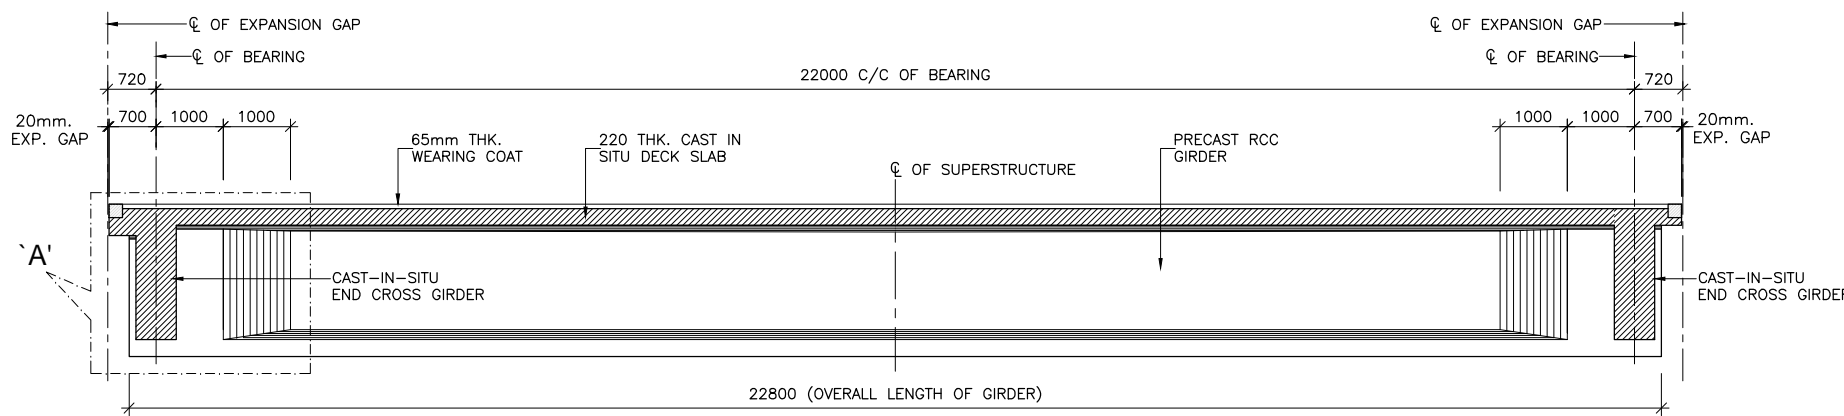 ℄ OF EXPANSION GAP
℄ OF EXPANSION GAP
℄ OF BEARING
℄ OF BEARING
720
22000 C/C OF BEARING
720
20mm.
EXP. GAP
700
1000
1000
1000
1000
700
20mm.
EXP. GAP
65mm THK.
WEARING COAT
220 THK. CAST IN
SITU DECK SLAB
PRECAST RCC
GIRDER
℄ OF SUPERSTRUCTURE
`A'
CAST-IN-SITU
END CROSS GIRDER
CAST-IN-SITU
END CROSS GIRDER
22800 (OVERALL LENGTH OF GIRDER)